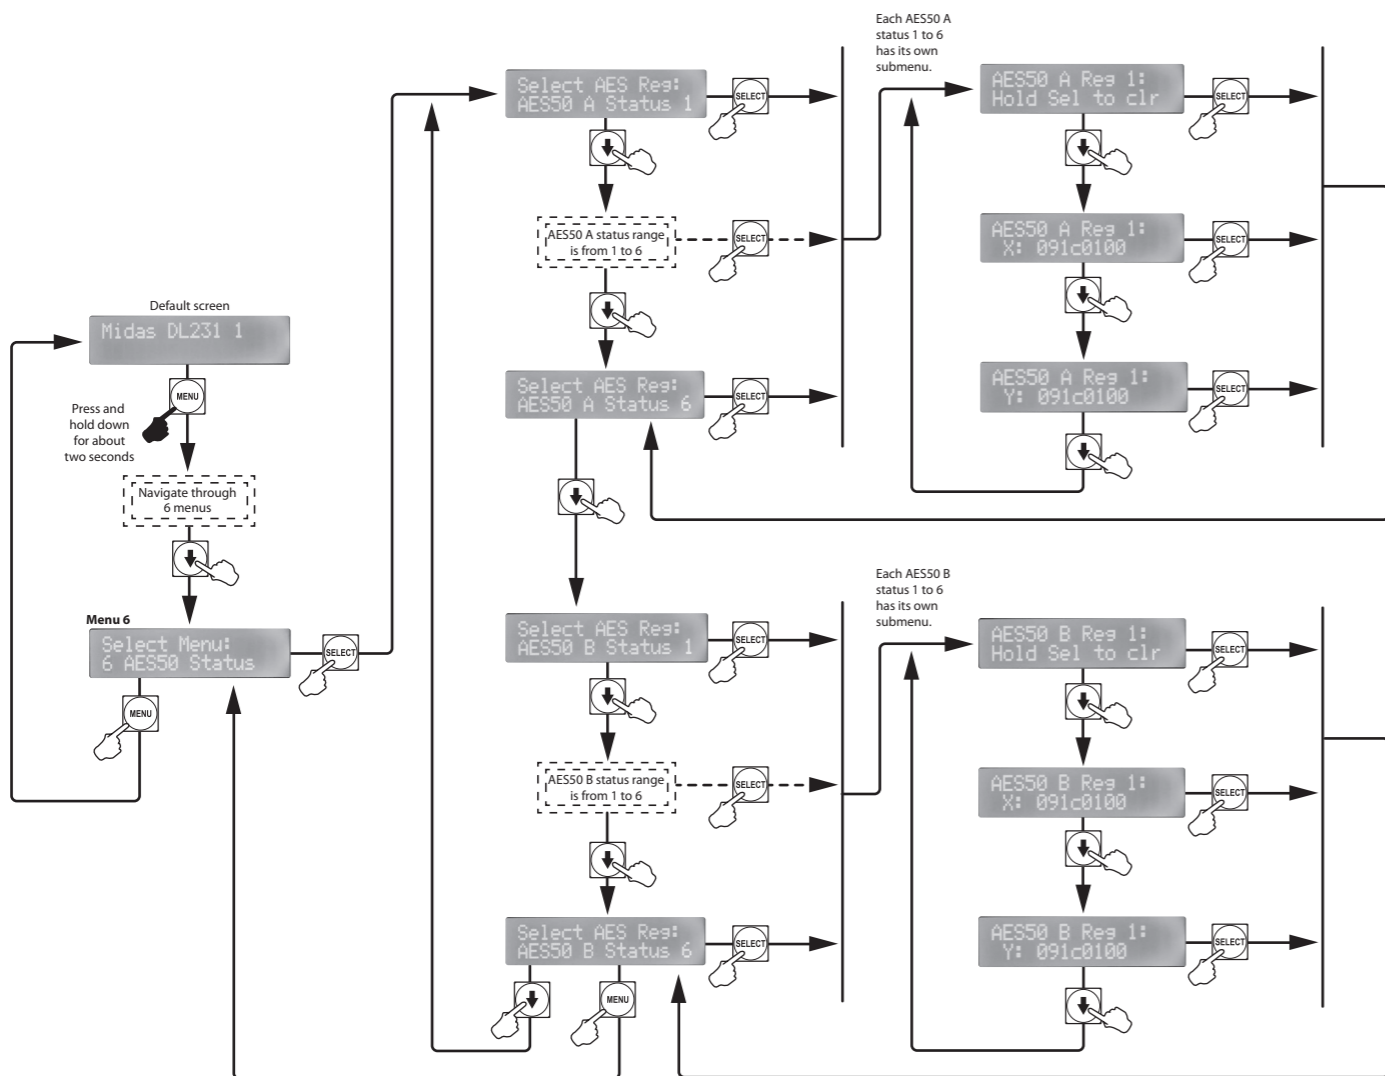 Default screen
Midas DL231 1
MENU
Press and
hold down
for about
two seconds
Navigate through
6 menus
Menu 6
Select Menu:
6 AES50 Status
SELECT
MENU
Select AES Reg:
AES50 A Status 1
SELECT
AES50 A status range
is from 1 to 6
SELECT
Select AES Reg:
AES50 A Status 6
SELECT
Each AES50 A
status 1 to 6
has its own
submenu.
AES50 A Reg 1:
Hold Sel to clr
SELECT
AES50 A Reg 1:
X: 091c0100
SELECT
AES50 A Reg 1:
Y: 091c0100
SELECT
Select AES Reg:
AES50 B Status 1
SELECT
AES50 B status range
is from 1 to 6
SELECT
Select AES Reg:
AES50 B Status 6
SELECT
MENU
Each AES50 B
status 1 to 6
has its own
submenu.
AES50 B Reg 1:
Hold Sel to clr
SELECT
AES50 B Reg 1:
X: 091c0100
SELECT
AES50 B Reg 1:
Y: 091c0100
SELECT